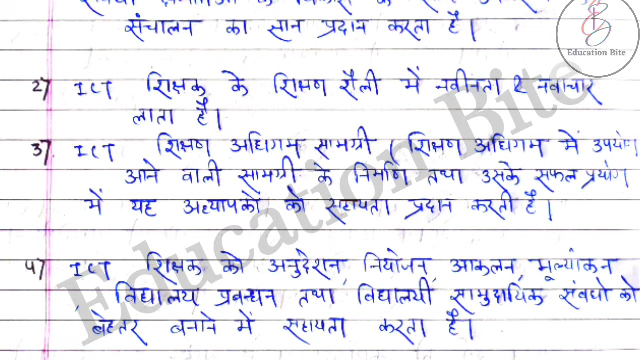 संचालन का ज्ञान प्रदान करता है।
Education Bite
2) ICT शिक्षक के शिक्षण शैली में नवीनता व नवाचार
लाता है।
3) ICT शिक्षण अधिगम सामग्री / शिक्षण अधिगम में उपयोग
आने वाली सामग्री के निर्माण तथा उसके सफल प्रयोग
में यह अध्यापकों को सहायता प्रदान करती है।
4) ICT शिक्षक को अनुदेशन, नियोजन, आकलन, मूल्यांकन
, विद्यालय प्रबन्धन तथा विद्यालयी सामुदायिक संबंधों को
बेहतर बनाने में सहायता करता है।
Education Bite